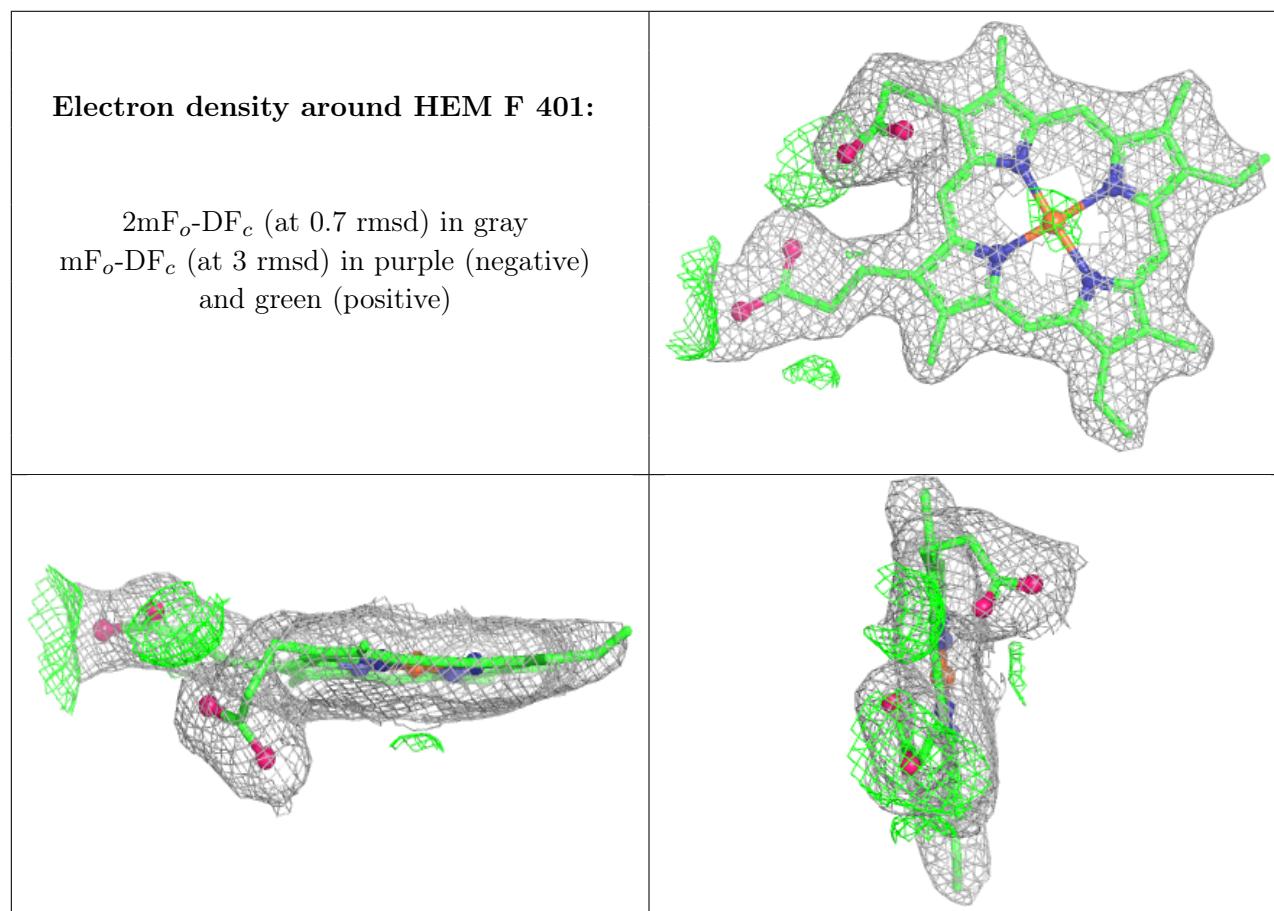 Electron density around HEM F 401:
2mFₒ-DF𝒸 (at 0.7 rmsd) in gray
mFₒ-DF𝒸 (at 3 rmsd) in purple (negative)
and green (positive)